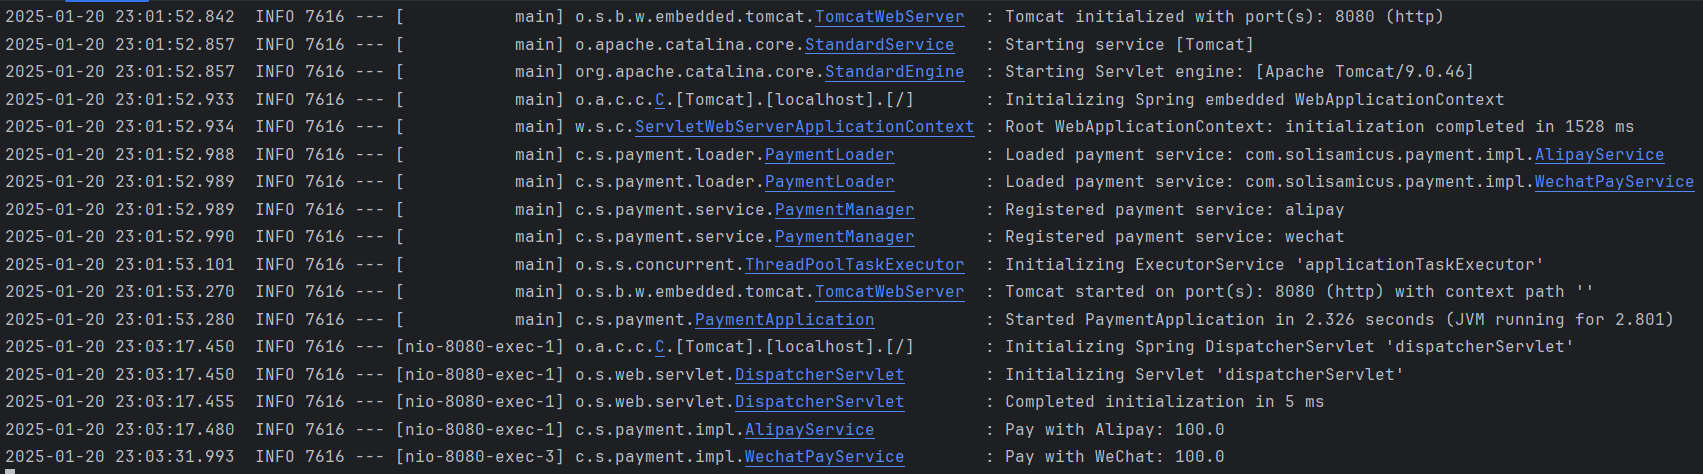 2025-01-20 23:01:52.842  INFO 7616 --- [           main] o.s.b.w.embedded.tomcat.TomcatWebServer  : Tomcat initialized with port(s): 8080 (http)
2025-01-20 23:01:52.857  INFO 7616 --- [           main] o.apache.catalina.core.StandardService   : Starting service [Tomcat]
2025-01-20 23:01:52.857  INFO 7616 --- [           main] org.apache.catalina.core.StandardEngine  : Starting Servlet engine: [Apache Tomcat/9.0.46]
2025-01-20 23:01:52.933  INFO 7616 --- [           main] o.a.c.c.C.[Tomcat].[localhost].[/]       : Initializing Spring embedded WebApplicationContext
2025-01-20 23:01:52.934  INFO 7616 --- [           main] w.s.c.ServletWebServerApplicationContext : Root WebApplicationContext: initialization completed in 1528 ms
2025-01-20 23:01:52.988  INFO 7616 --- [           main] c.s.payment.loader.PaymentLoader         : Loaded payment service: com.solisamicus.payment.impl.AlipayService
2025-01-20 23:01:52.989  INFO 7616 --- [           main] c.s.payment.loader.PaymentLoader         : Loaded payment service: com.solisamicus.payment.impl.WechatPayService
2025-01-20 23:01:52.989  INFO 7616 --- [           main] c.s.payment.service.PaymentManager       : Registered payment service: alipay
2025-01-20 23:01:52.990  INFO 7616 --- [           main] c.s.payment.service.PaymentManager       : Registered payment service: wechat
2025-01-20 23:01:53.101  INFO 7616 --- [           main] o.s.s.concurrent.ThreadPoolTaskExecutor  : Initializing ExecutorService 'applicationTaskExecutor'
2025-01-20 23:01:53.270  INFO 7616 --- [           main] o.s.b.w.embedded.tomcat.TomcatWebServer  : Tomcat started on port(s): 8080 (http) with context path ''
2025-01-20 23:01:53.280  INFO 7616 --- [           main] c.s.payment.PaymentApplication           : Started PaymentApplication in 2.326 seconds (JVM running for 2.801)
2025-01-20 23:03:17.450  INFO 7616 --- [nio-8080-exec-1] o.a.c.c.C.[Tomcat].[localhost].[/]       : Initializing Spring DispatcherServlet 'dispatcherServlet'
2025-01-20 23:03:17.450  INFO 7616 --- [nio-8080-exec-1] o.s.web.servlet.DispatcherServlet        : Initializing Servlet 'dispatcherServlet'
2025-01-20 23:03:17.455  INFO 7616 --- [nio-8080-exec-1] o.s.web.servlet.DispatcherServlet        : Completed initialization in 5 ms
2025-01-20 23:03:17.480  INFO 7616 --- [nio-8080-exec-1] c.s.payment.impl.AlipayService           : Pay with Alipay: 100.0
2025-01-20 23:03:31.993  INFO 7616 --- [nio-8080-exec-3] c.s.payment.impl.WechatPayService        : Pay with WeChat: 100.0